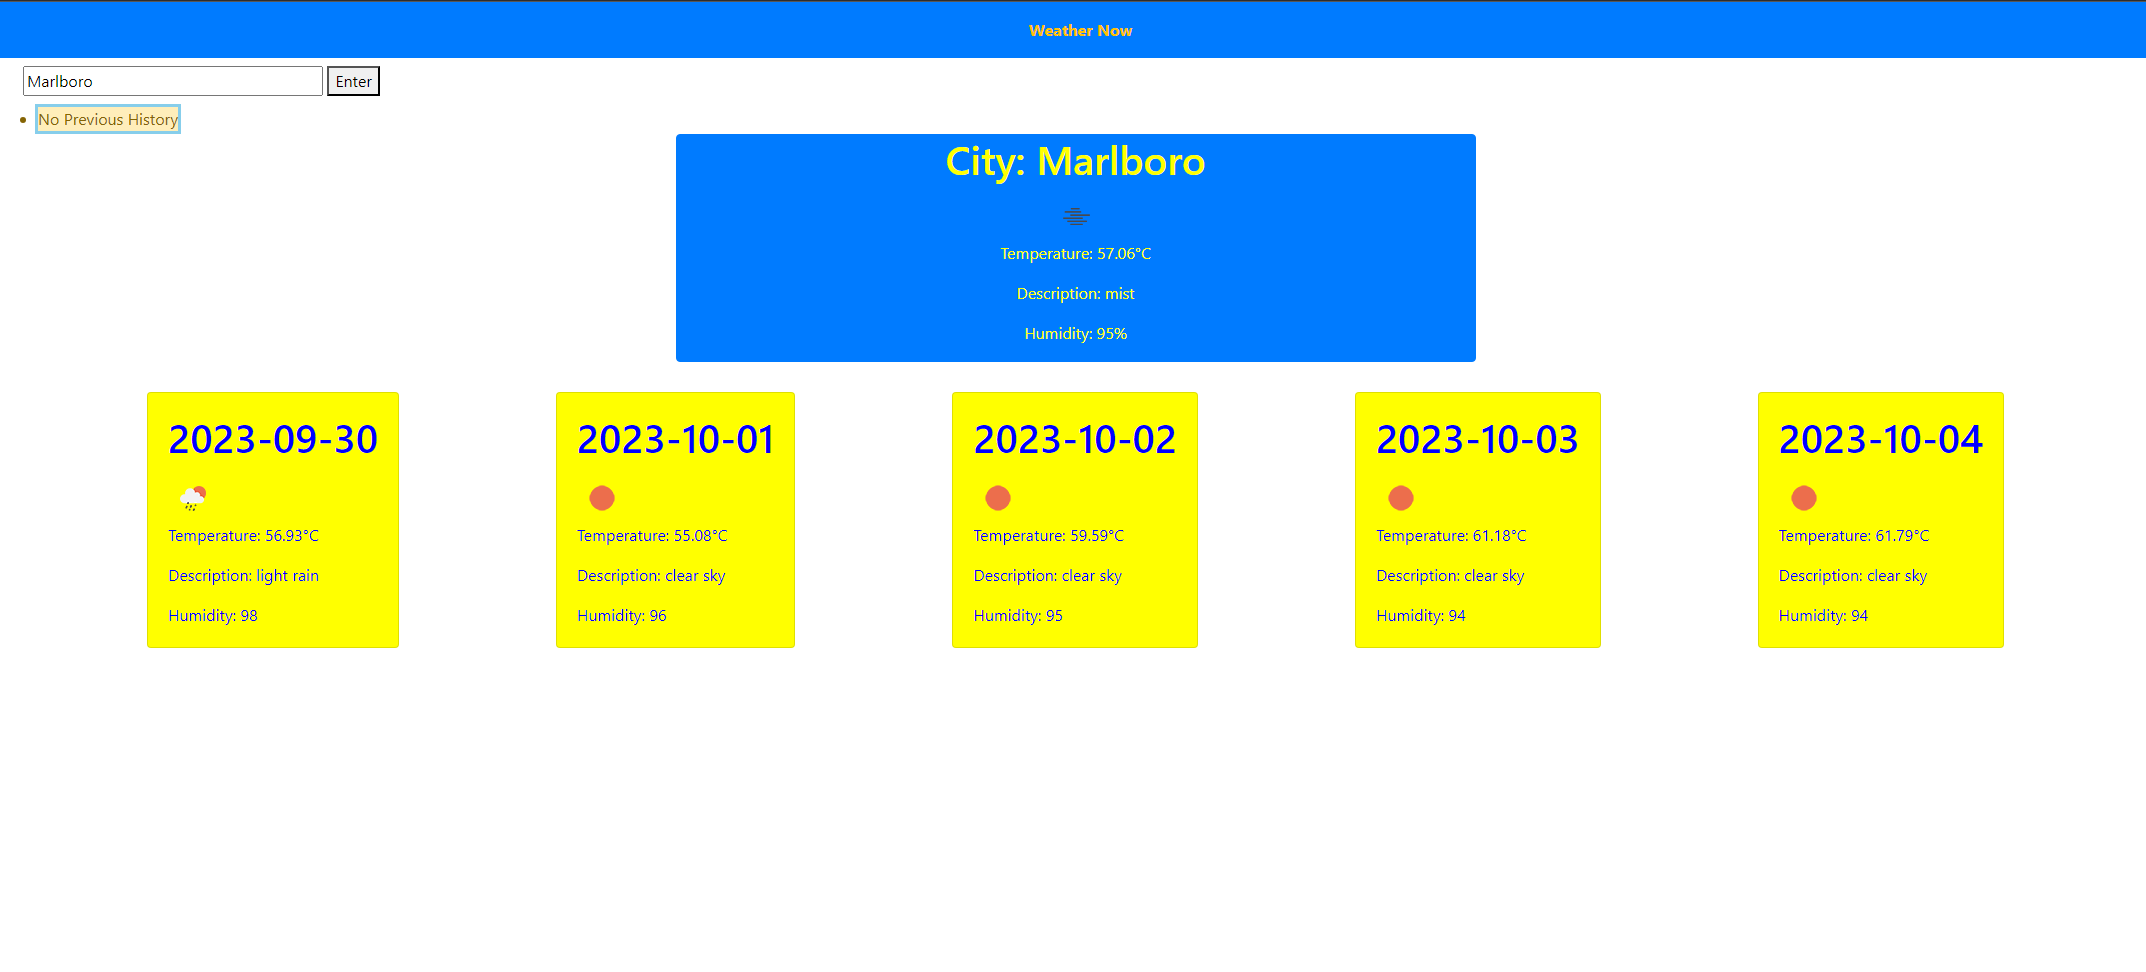 Weather Now
Marlboro Enter
No Previous History
City: Marlboro
Temperature: 57.06°C
Description: mist
Humidity: 95%
2023-09-30
Temperature: 56.93°C
Description: light rain
Humidity: 98
2023-10-01
Temperature: 55.08°C
Description: clear sky
Humidity: 96
2023-10-02
Temperature: 59.59°C
Description: clear sky
Humidity: 95
2023-10-03
Temperature: 61.18°C
Description: clear sky
Humidity: 94
2023-10-04
Temperature: 61.79°C
Description: clear sky
Humidity: 94